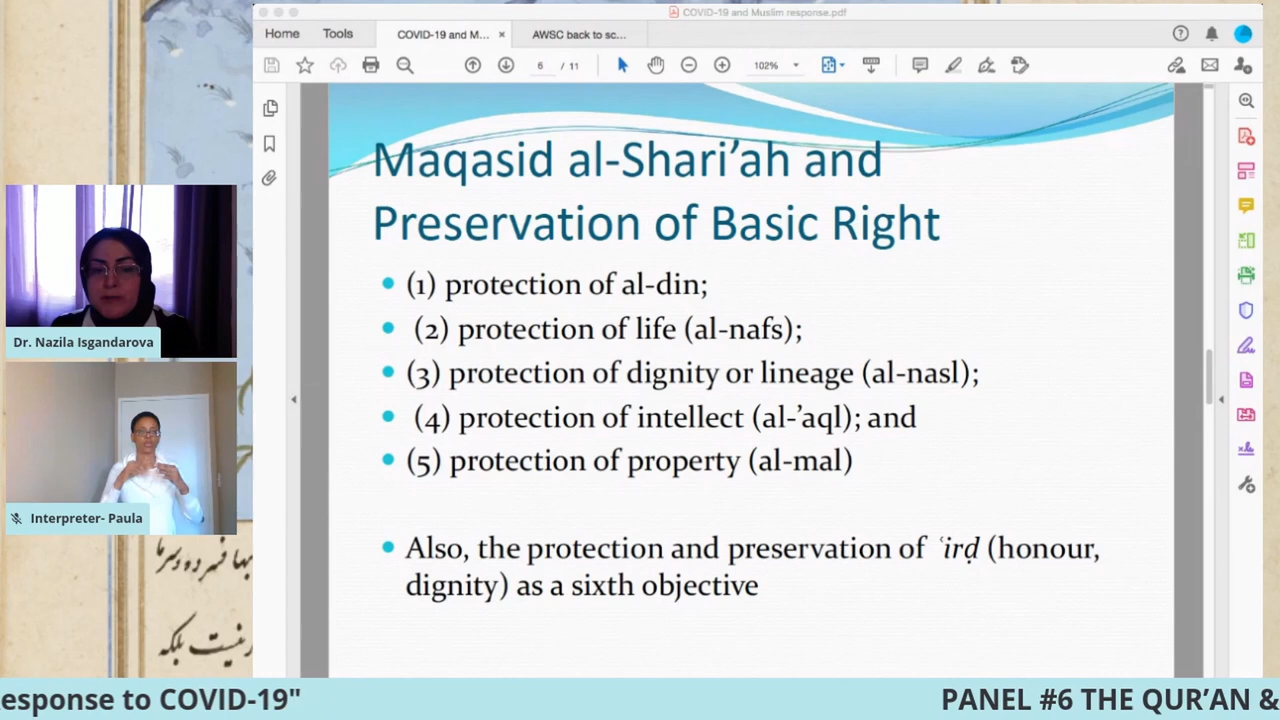 COVID-19 and Muslim response.pdf
Home Tools COVID-19 and M... × AWSC back to sc...
6 / 11 102%
Maqasid al-Shari’ah and
Preservation of Basic Right
(1) protection of al-din;
(2) protection of life (al-nafs);
(3) protection of dignity or lineage (al-nasl);
(4) protection of intellect (al-’aql); and
(5) protection of property (al-mal)
Also, the protection and preservation of ʿirḍ (honour,
dignity) as a sixth objective
Dr. Nazila Isgandarova
Interpreter- Paula
esponse to COVID-19" PANEL #6 THE QUR’AN &